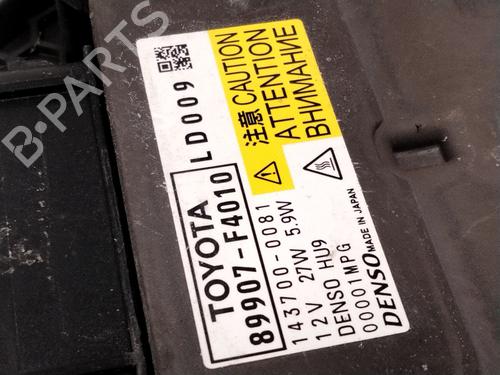 B-PARTS
TOYOTA
89907-F4010
LD009
注意 CAUTION
ATTENTION
ВНИМАНИЕ
143700-0081
12V 27W 5.9W
DENSO HU9
00001MPG
DENSO MADE IN JAPAN